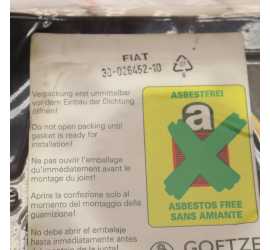 FIAT
30-026452-10
Verpackung erst unmittelbar
vor dem Einbau der Dichtung
öffnen!
Do not open packing until
gasket is ready for
installation!
Ne pas ouvrir l'emballage
qu'immédiatement avant le
montage du joint!
Aprire la confezione solo al
momento del montaggio della
guarnizione!
No debe abrir el embalaje
hasta inmediatamente antes
ASBESTFREI
a
ASBESTOS FREE
SANS AMIANTE
GOETZE